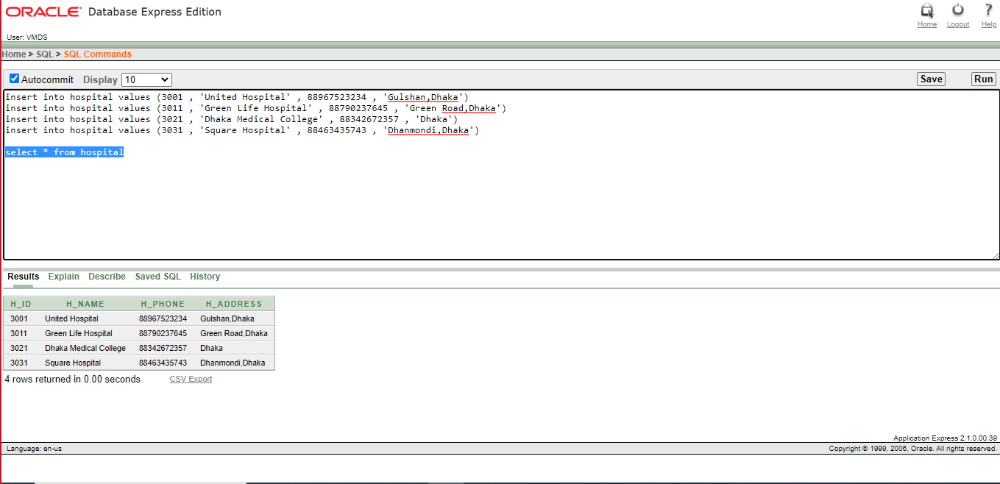 ORACLE® Database Express Edition
Home Logout Help
User: VMDS
Home > SQL > SQL Commands
Autocommit Display 10 Save Run
insert into hospital values (3001 , 'United Hospital' , 88967523234 , 'Gulshan,Dhaka')
insert into hospital values (3011 , 'Green Life Hospital' , 88790237645 , 'Green Road,Dhaka')
insert into hospital values (3021 , 'Dhaka Medical College' , 88342672357 , 'Dhaka')
insert into hospital values (3031 , 'Square Hospital' , 88463435743 , 'Dhanmondi,Dhaka')
select * from hospital
Results Explain Describe Saved SQL History
H_ID H_NAME H_PHONE H_ADDRESS
3001 United Hospital 88967523234 Gulshan,Dhaka
3011 Green Life Hospital 88790237645 Green Road,Dhaka
3021 Dhaka Medical College 88342672357 Dhaka
3031 Square Hospital 88463435743 Dhanmondi,Dhaka
4 rows returned in 0.00 seconds CSV Export
Application Express 2.1.0.00.39
Language: en-us Copyright © 1999, 2006, Oracle. All rights reserved.